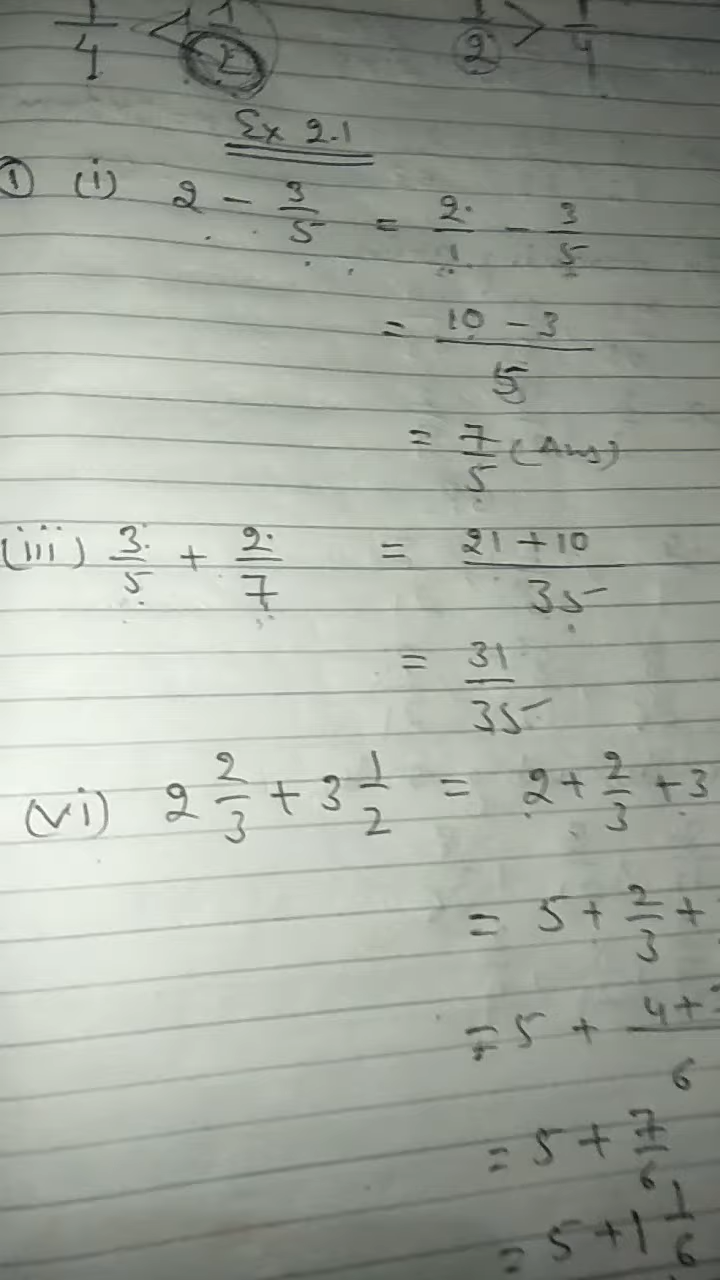 1/4 < 1/2    1/2 > 1/4
Ex 2.1
① (i) 2 - 3/5 = 2/1 - 3/5
= (10 - 3)/5
= 7/5 (Ans)
(iii) 3/5 + 2/7 = (21 + 10)/35
= 31/35
(vi) 2 2/3 + 3 1/2 = 2 + 2/3 + 3
= 5 + 2/3 +
= 5 + (4 + /6
= 5 + 7/6
= 5 + 1 1/6